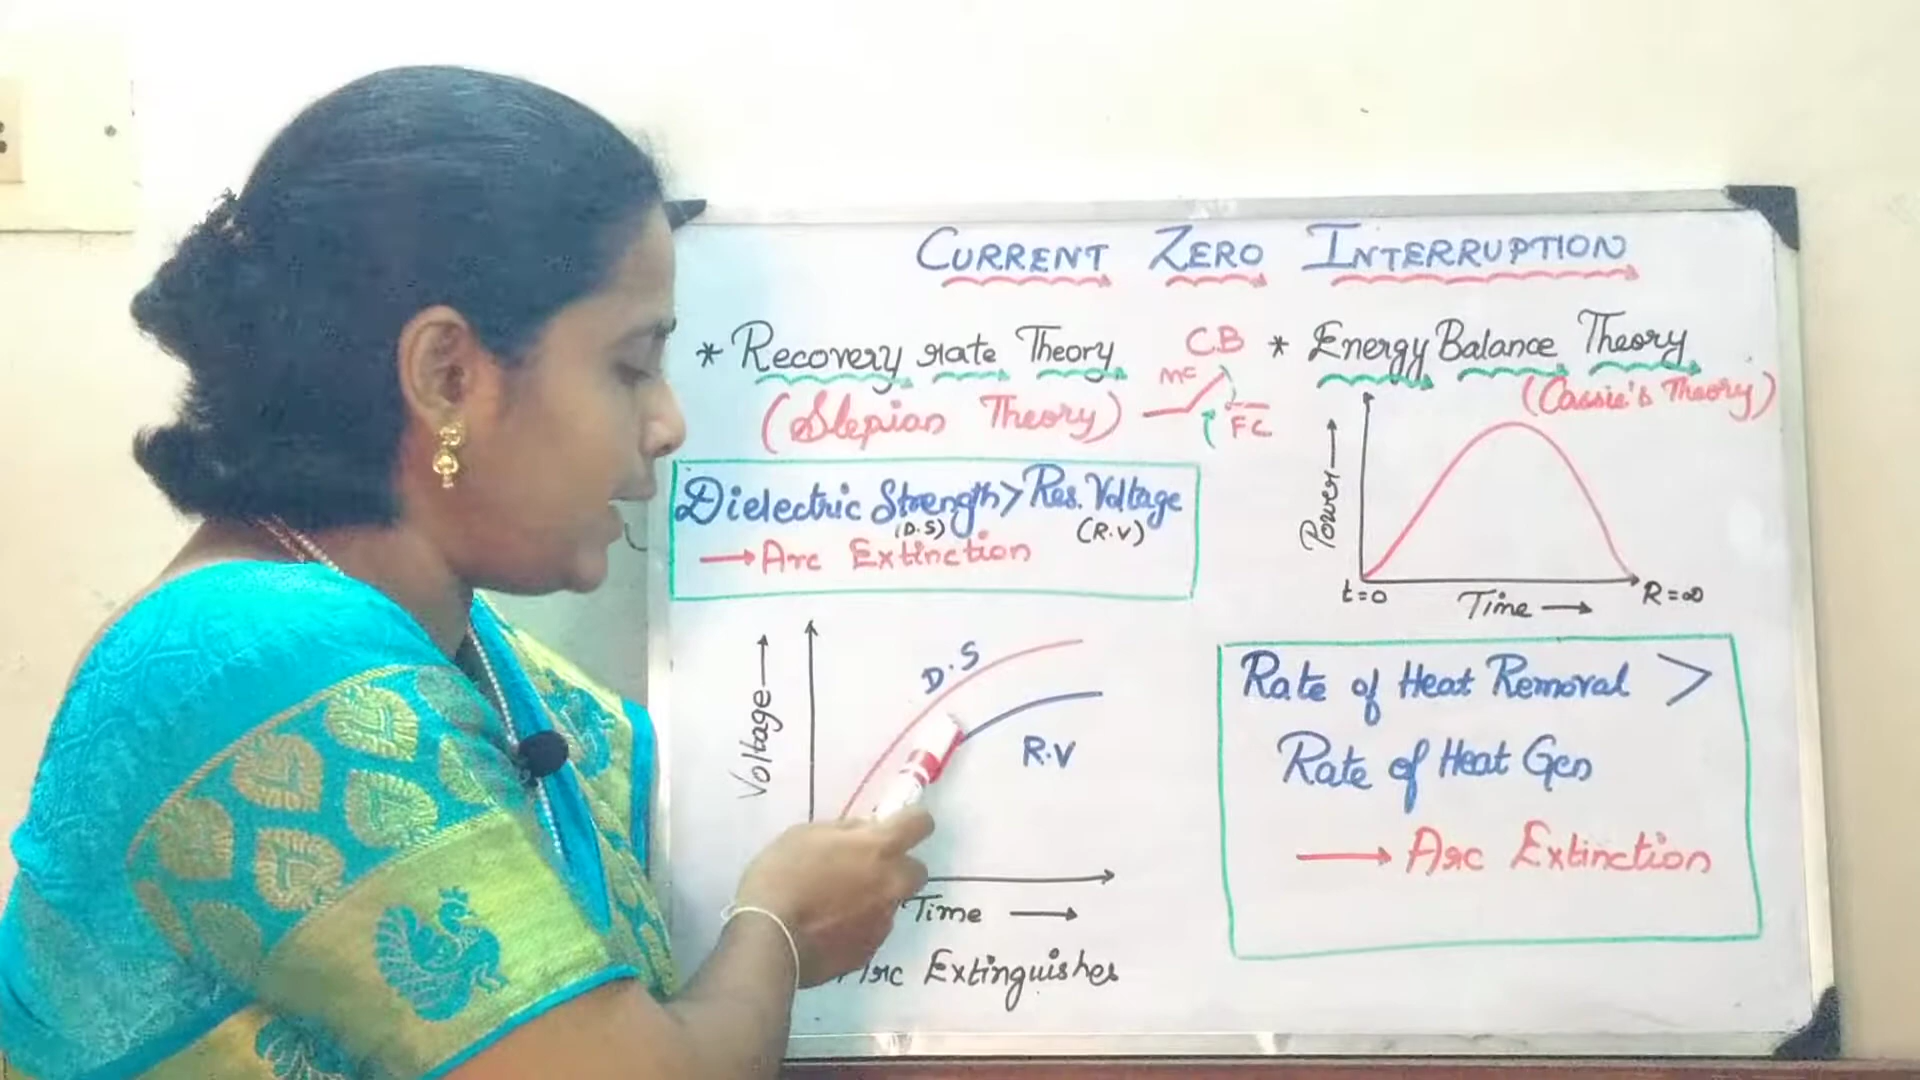 CURRENT ZERO INTERRUPTION
* Recovery rate Theory
(Slepian Theory)
C.B
MC
FC
Dielectric Strength > Res. Voltage
(D.S) (R.V)
→ Arc Extinction
Voltage →
D.S
R.V
Time →
Arc Extinguishes
* Energy Balance Theory
(Cassie's Theory)
Power →
t=0 Time → R=∞
Rate of Heat Removal >
Rate of Heat Gen
→ Arc Extinction